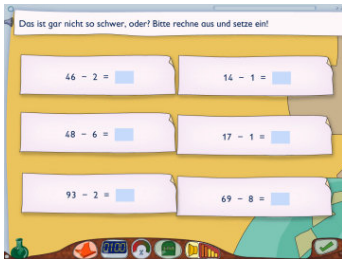 Das ist gar nicht so schwer, oder? Bitte rechne aus und setze ein!
46 - 2 =
14 - 1 =
48 - 6 =
17 - 1 =
93 - 2 =
69 - 8 =